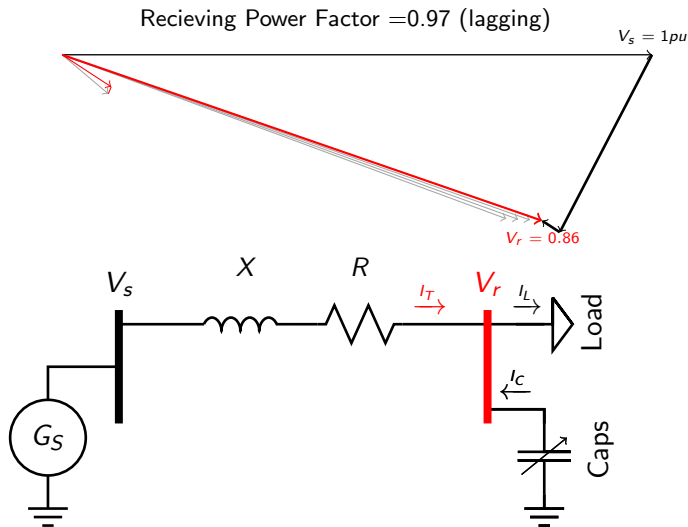 Recieving Power Factor =0.97 (lagging)
V_s = 1pu
V_r = 0.86
X
R
V_s
I_T
V_r
I_L
Load
I_C
G_S
Caps